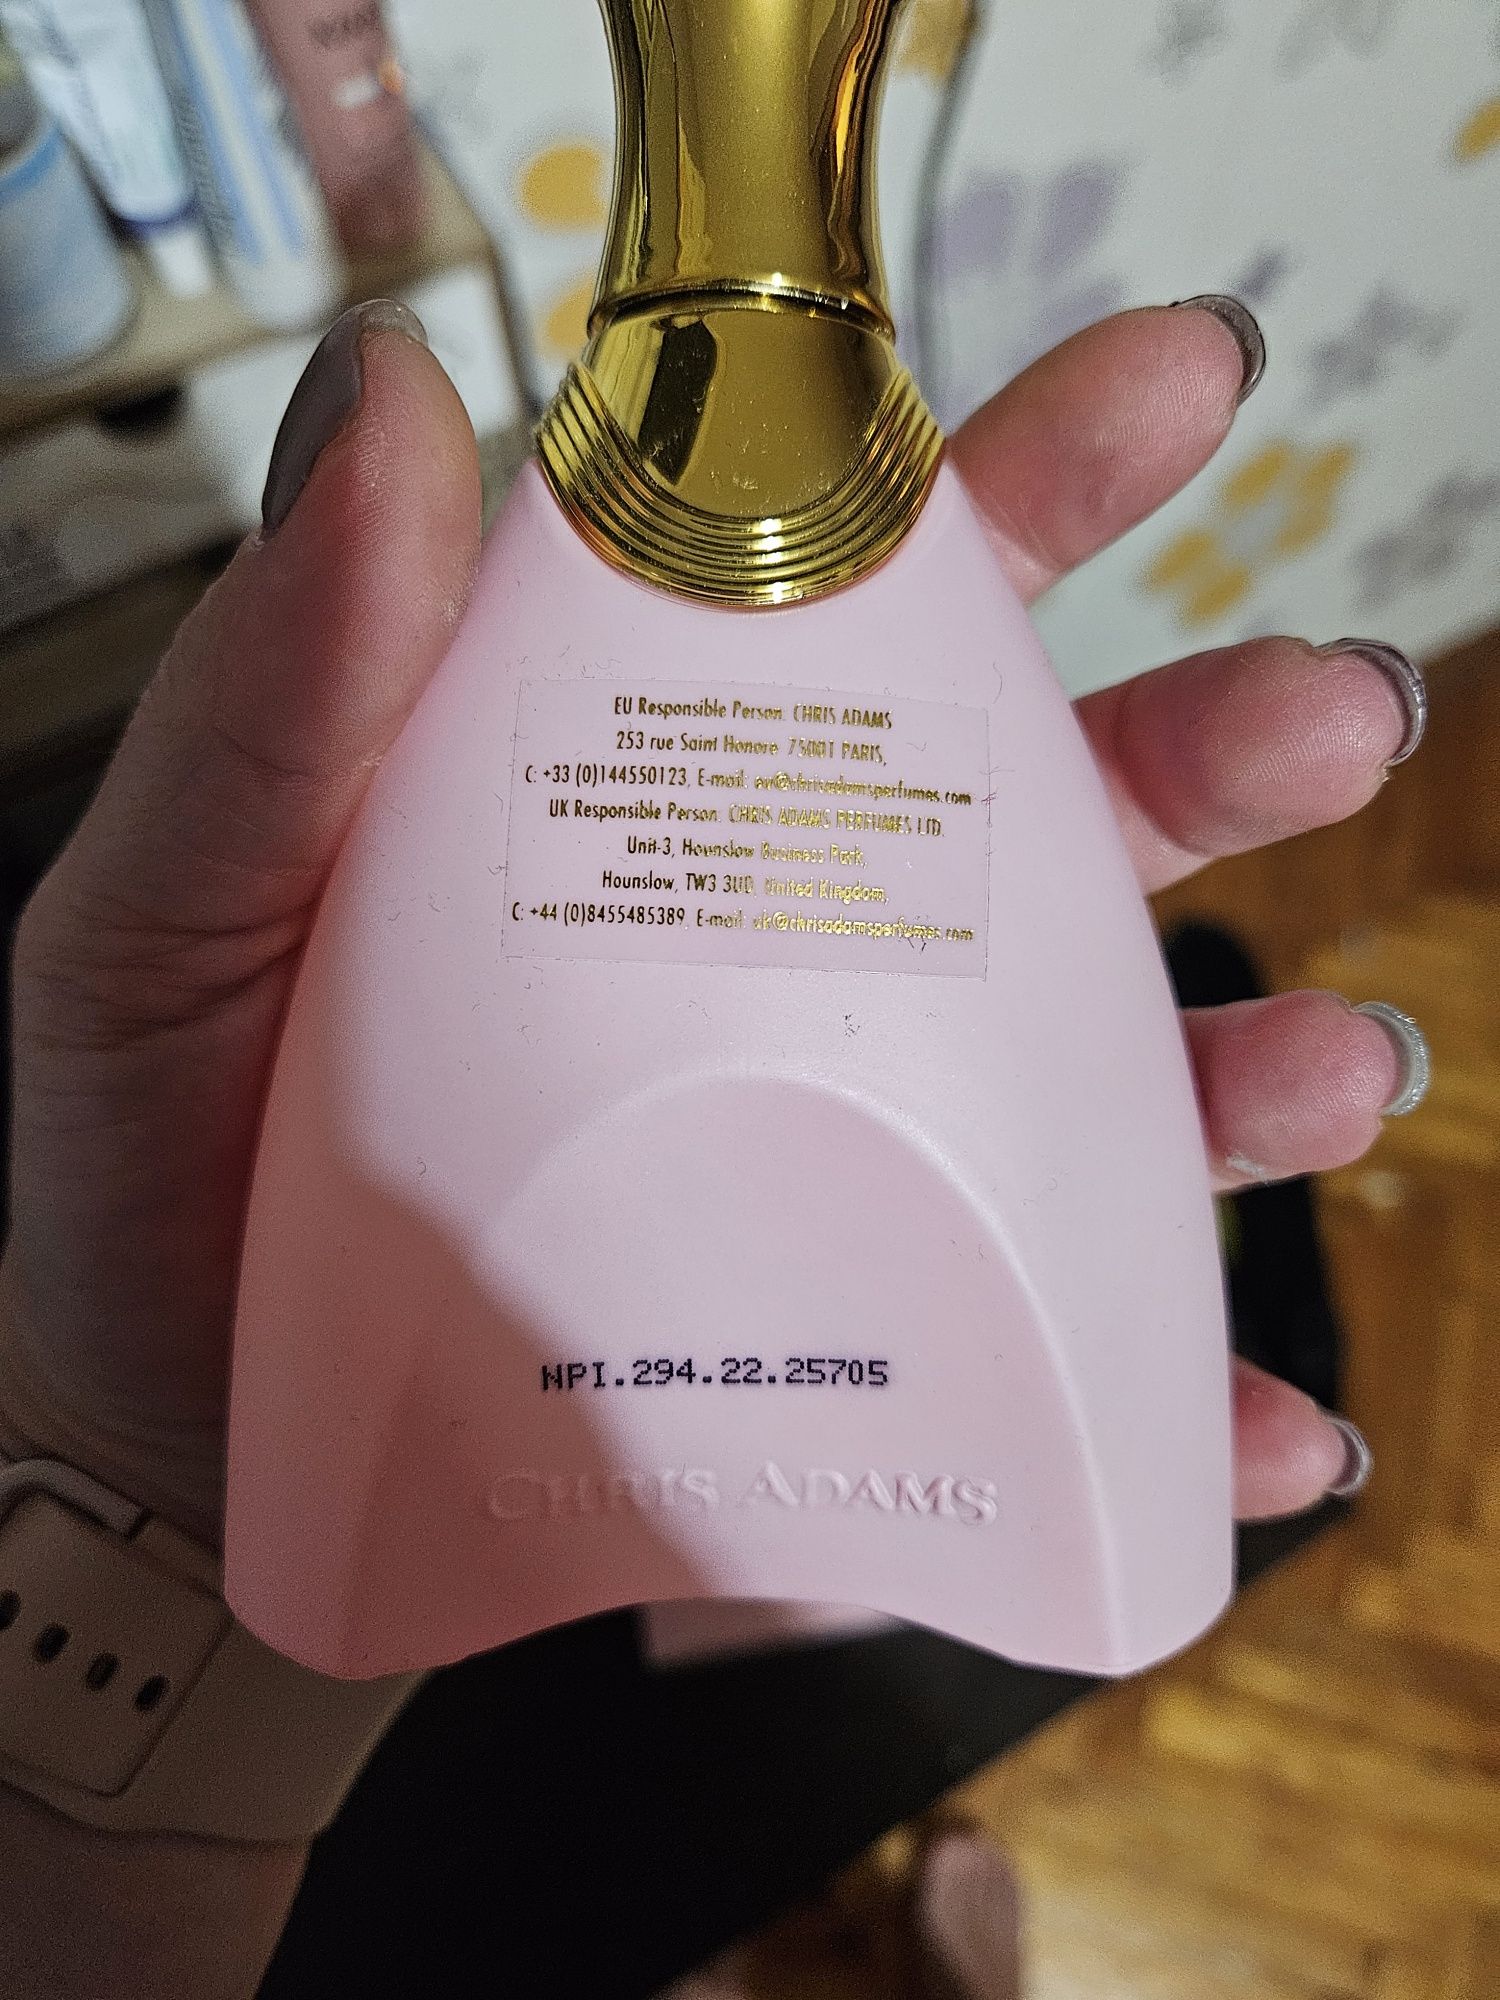 EU Responsible Person: CHRIS ADAMS
253 rue Saint Honore 75001 PARIS,
C: +33 (0)144550123, E-mail: eu@chrisadamsperfumes.com
UK Responsible Person: CHRIS ADAMS PERFUMES LTD.
Unit-3, Hounslow Business Park,
Hounslow, TW3 3UD, United Kingdom,
C: +44 (0)8455485389, E-mail: uk@chrisadamsperfumes.com
NPI.294.22.25705
CHRIS ADAMS